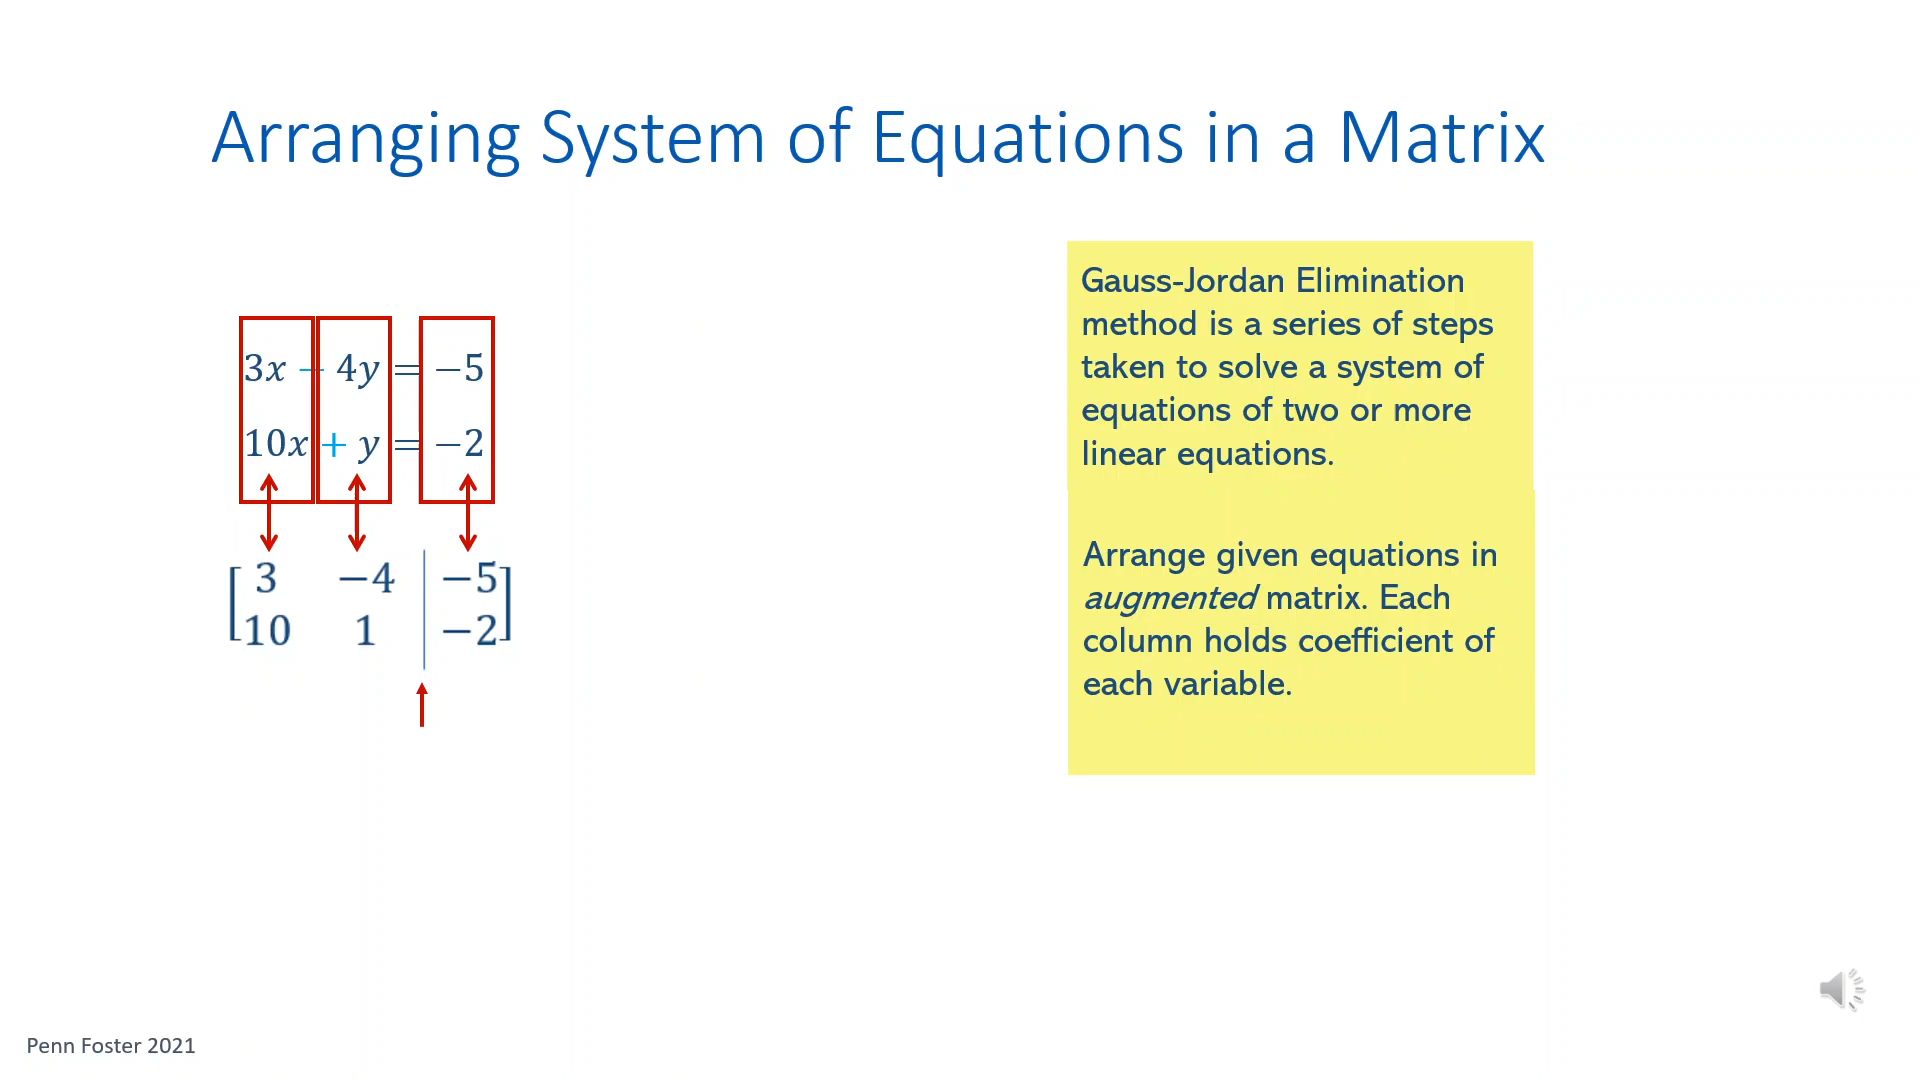 Arranging System of Equations in a Matrix
3x − 4y = −5
10x + y = −2
3 −4 −5
10 1 −2
Gauss-Jordan Elimination
method is a series of steps
taken to solve a system of
equations of two or more
linear equations.
Arrange given equations in
augmented matrix. Each
column holds coefficient of
each variable.
Penn Foster 2021